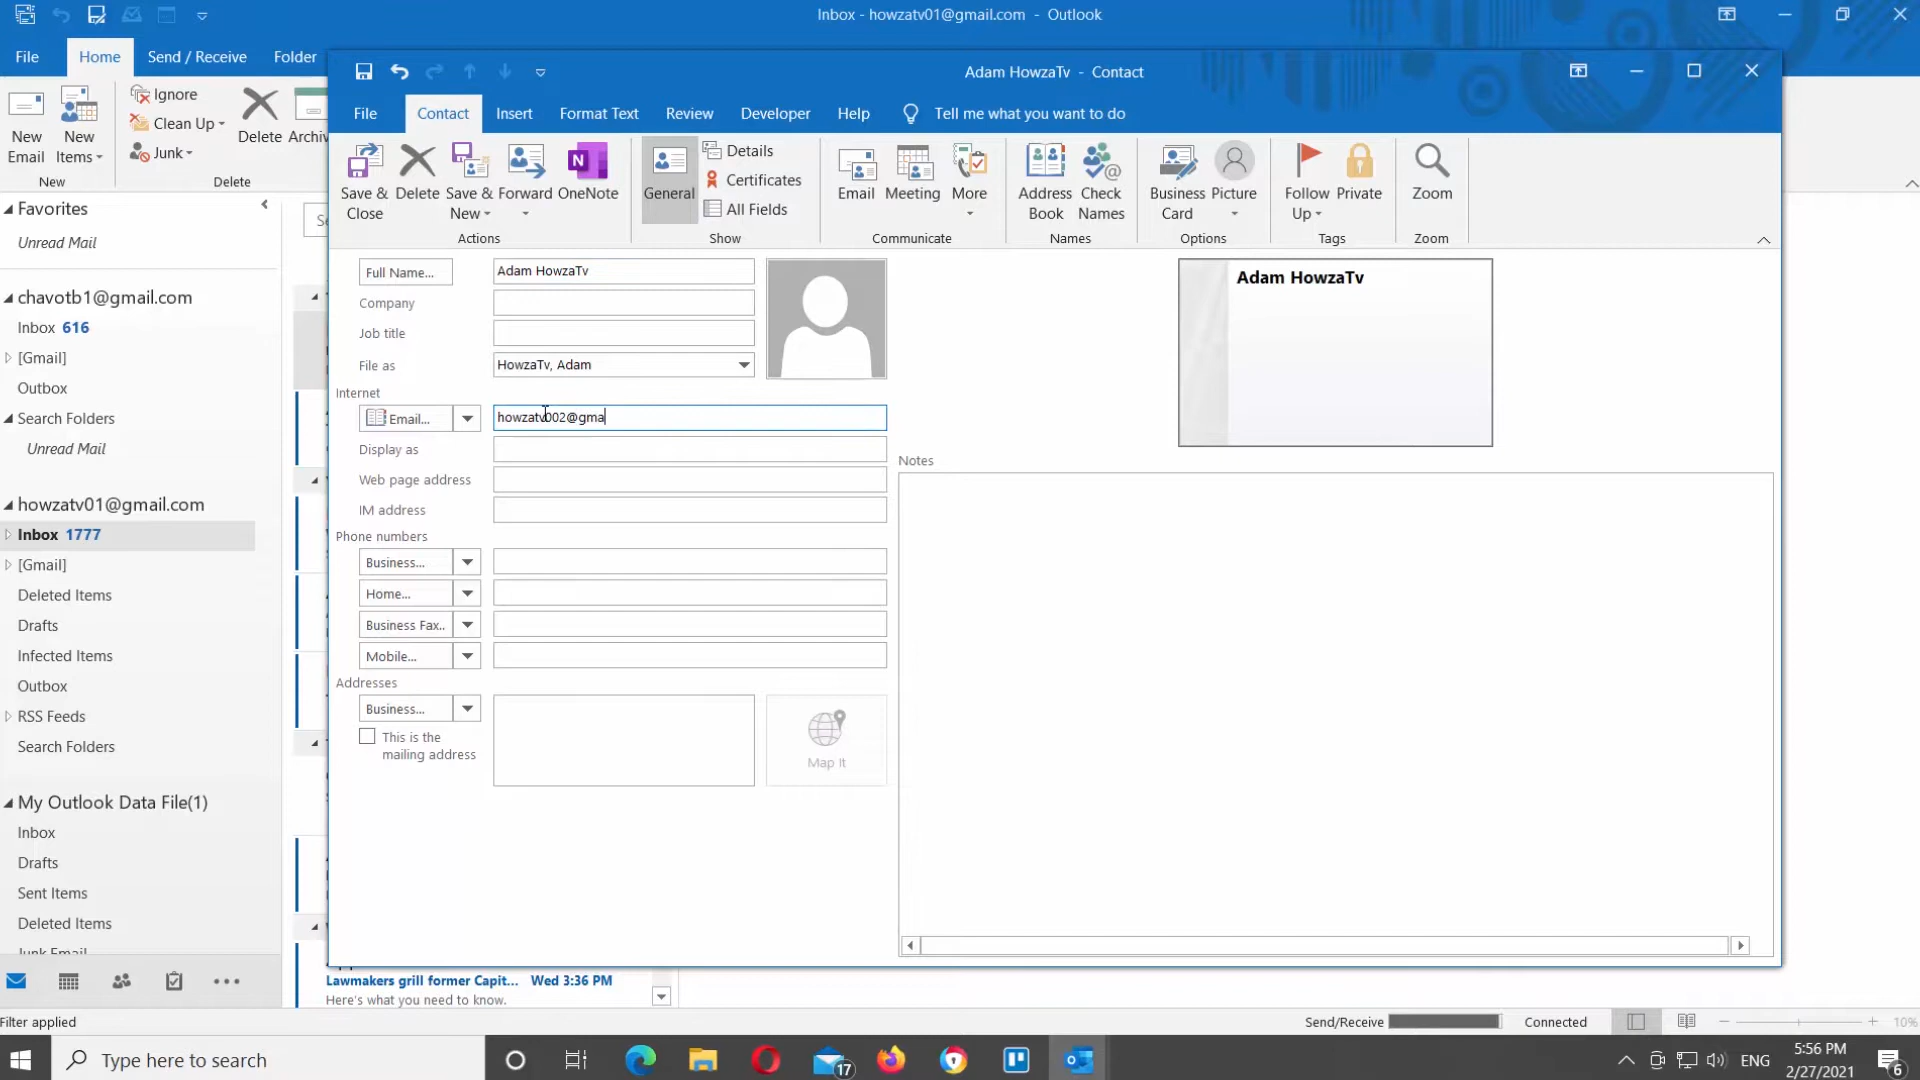 Inbox - howzatv01@gmail.com - Outlook
File
Home
Send / Receive
Folder
New
Email
New
Items
New
Ignore
Clean Up
Junk
Delete
Delete
Adam HowzaTv - Contact
File
Contact
Insert
Format Text
Review
Developer
Help
Tell me what you want to do
Save &
Close
Delete
Save &
New
Forward
OneNote
Actions
General
Details
Certificates
All Fields
Show
Email
Meeting
More
Communicate
Address
Book
Check
Names
Names
Business
Card
Picture
Options
Follow
Up
Private
Tags
Zoom
Zoom
Favorites
Unread Mail
chavotb1@gmail.com
Inbox 616
[Gmail]
Outbox
Search Folders
Unread Mail
howzatv01@gmail.com
Inbox 1777
[Gmail]
Deleted Items
Drafts
Infected Items
Outbox
RSS Feeds
Search Folders
My Outlook Data File(1)
Inbox
Drafts
Sent Items
Deleted Items
Junk Email
Full Name...
Adam HowzaTv
Company
Job title
File as
HowzaTv, Adam
Internet
Email...
howzatv002@gma
Display as
Web page address
IM address
Phone numbers
Business...
Home...
Business Fax..
Mobile...
Addresses
Business...
This is the
mailing address
Map It
Adam HowzaTv
Notes
Lawmakers grill former Capit... Wed 3:36 PM
Here's what you need to know.
Filter applied
Send/Receive
Connected
10%
Type here to search
17
ENG
5:56 PM
2/27/2021
6